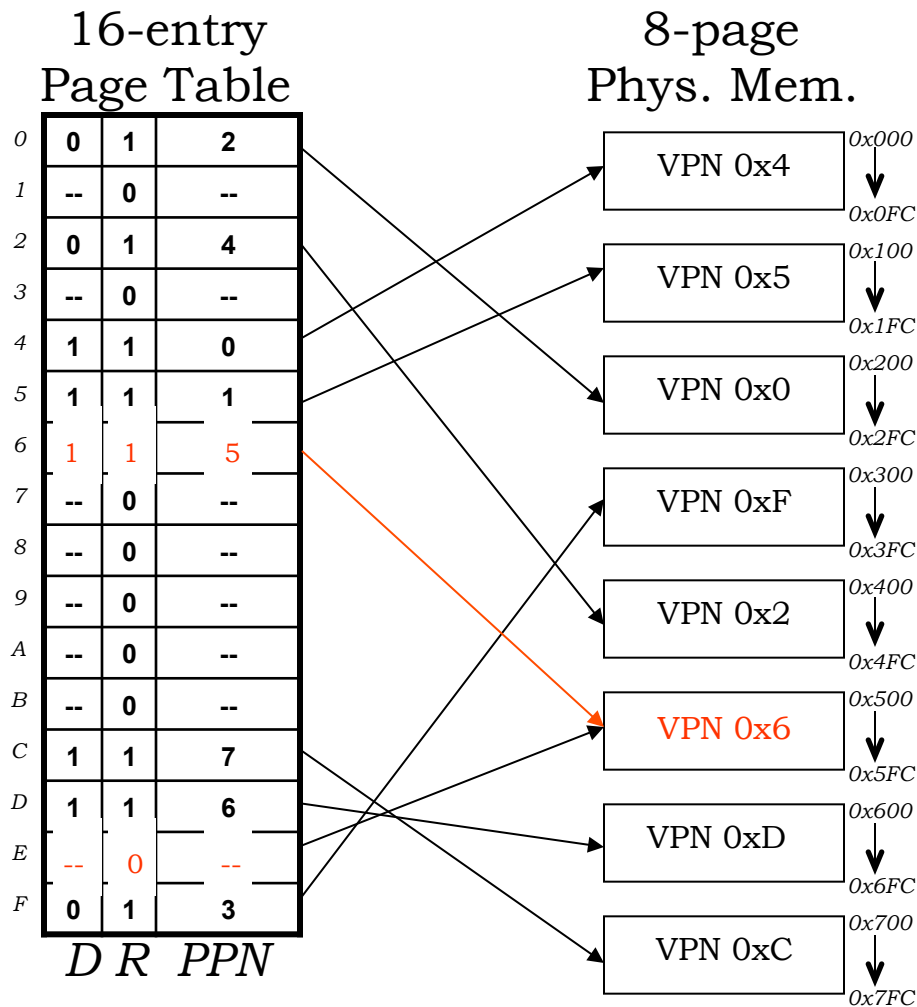 16-entry
Page Table
0 0 1 2
1 -- 0 --
2 0 1 4
3 -- 0 --
4 1 1 0
5 1 1 1
6 1 1 5
7 -- 0 --
8 -- 0 --
9 -- 0 --
A -- 0 --
B -- 0 --
C 1 1 7
D 1 1 6
E -- 0 --
F 0 1 3
D R PPN
8-page
Phys. Mem.
VPN 0x4
0x000
0x0FC
VPN 0x5
0x100
0x1FC
VPN 0x0
0x200
0x2FC
VPN 0xF
0x300
0x3FC
VPN 0x2
0x400
0x4FC
VPN 0x6
0x500
0x5FC
VPN 0xD
0x600
0x6FC
VPN 0xC
0x700
0x7FC